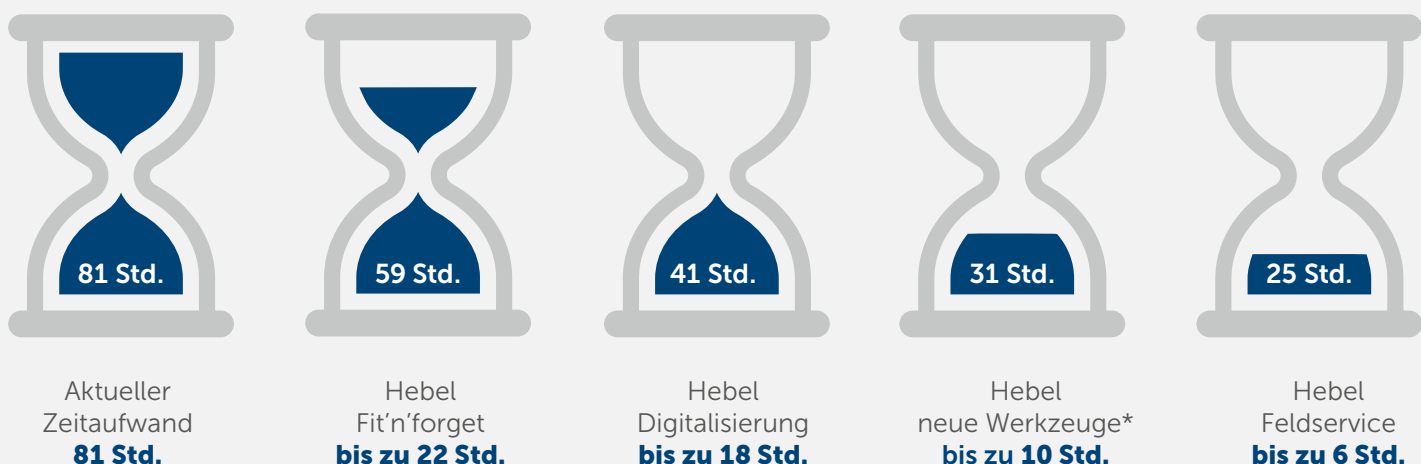 81 Std.
59 Std.
41 Std.
31 Std.
25 Std.
Aktueller
Zeitaufwand
81 Std.
Hebel
Fit’n’forget
bis zu 22 Std.
Hebel
Digitalisierung
bis zu 18 Std.
Hebel
neue Werkzeuge*
bis zu 10 Std.
Hebel
Feldservice
bis zu 6 Std.